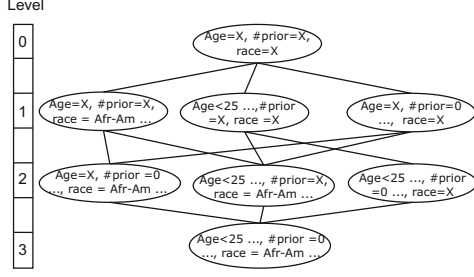 Level
0
Age=X, #prior=X,
race=X
1
Age=X, #prior=X,
race = Afr-Am ...
Age<25 ...,#prior
=X, race =X
Age=X, #prior=0
..., race=X
2
Age=X, #prior =0
..., race = Afr-Am ...
Age<25 ..., #prior=X,
race = Afr-Am ...
Age<25 ..., #prior
=0 ..., race=X
3
Age<25 ..., #prior =0
..., race = Afr-Am ...